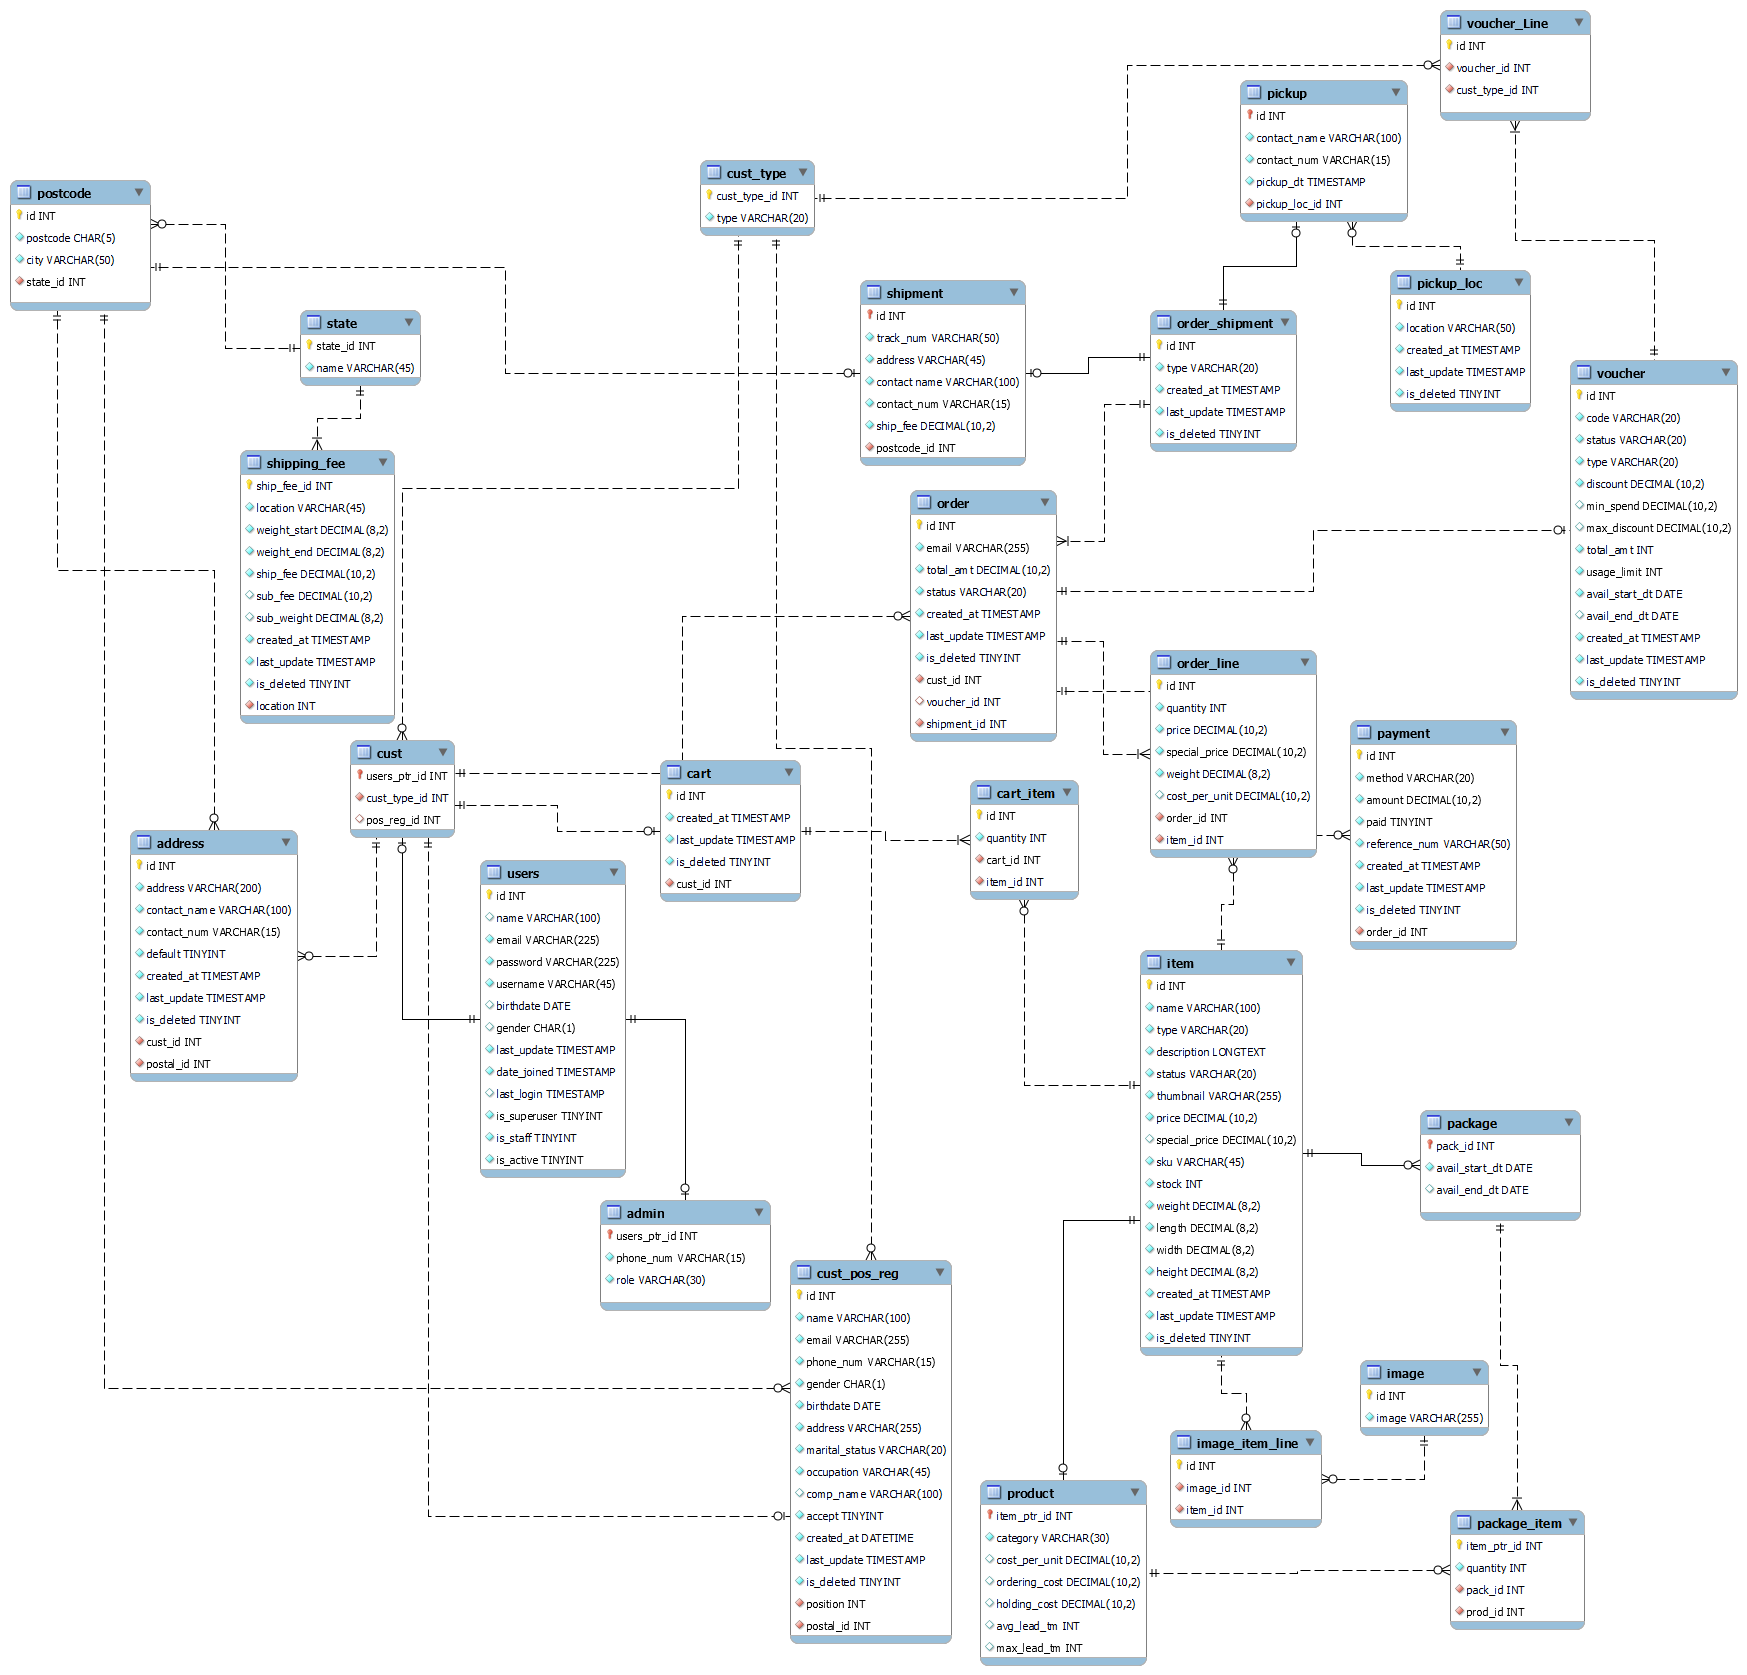 voucher_Line
id INT
voucher_id INT
cust_type_id INT
pickup
id INT
contact_name VARCHAR(100)
contact_num VARCHAR(15)
pickup_dt TIMESTAMP
pickup_loc_id INT
cust_type
cust_type_id INT
type VARCHAR(20)
postcode
id INT
postcode CHAR(5)
city VARCHAR(50)
state_id INT
pickup_loc
id INT
location VARCHAR(50)
created_at TIMESTAMP
last_update TIMESTAMP
is_deleted TINYINT
shipment
id INT
track_num VARCHAR(50)
address VARCHAR(45)
contact name VARCHAR(100)
contact_num VARCHAR(15)
ship_fee DECIMAL(10,2)
postcode_id INT
state
state_id INT
name VARCHAR(45)
order_shipment
id INT
type VARCHAR(20)
created_at TIMESTAMP
last_update TIMESTAMP
is_deleted TINYINT
voucher
id INT
code VARCHAR(20)
status VARCHAR(20)
type VARCHAR(20)
discount DECIMAL(10,2)
min_spend DECIMAL(10,2)
max_discount DECIMAL(10,2)
total_amt INT
usage_limit INT
avail_start_dt DATE
avail_end_dt DATE
created_at TIMESTAMP
last_update TIMESTAMP
is_deleted TINYINT
shipping_fee
ship_fee_id INT
location VARCHAR(45)
weight_start DECIMAL(8,2)
weight_end DECIMAL(8,2)
ship_fee DECIMAL(10,2)
sub_fee DECIMAL(10,2)
sub_weight DECIMAL(8,2)
created_at TIMESTAMP
last_update TIMESTAMP
is_deleted TINYINT
location INT
order
id INT
email VARCHAR(255)
total_amt DECIMAL(10,2)
status VARCHAR(20)
created_at TIMESTAMP
last_update TIMESTAMP
is_deleted TINYINT
cust_id INT
voucher_id INT
shipment_id INT
order_line
id INT
quantity INT
price DECIMAL(10,2)
special_price DECIMAL(10,2)
weight DECIMAL(8,2)
cost_per_unit DECIMAL(10,2)
order_id INT
item_id INT
payment
id INT
method VARCHAR(20)
amount DECIMAL(10,2)
paid TINYINT
reference_num VARCHAR(50)
created_at TIMESTAMP
last_update TIMESTAMP
is_deleted TINYINT
order_id INT
cust
users_ptr_id INT
cust_type_id INT
pos_reg_id INT
cart
id INT
created_at TIMESTAMP
last_update TIMESTAMP
is_deleted TINYINT
cust_id INT
cart_item
id INT
quantity INT
cart_id INT
item_id INT
address
id INT
address VARCHAR(200)
contact_name VARCHAR(100)
contact_num VARCHAR(15)
default TINYINT
created_at TIMESTAMP
last_update TIMESTAMP
is_deleted TINYINT
cust_id INT
postal_id INT
users
id INT
name VARCHAR(100)
email VARCHAR(225)
password VARCHAR(225)
username VARCHAR(45)
birthdate DATE
gender CHAR(1)
last_update TIMESTAMP
date_joined TIMESTAMP
last_login TIMESTAMP
is_superuser TINYINT
is_staff TINYINT
is_active TINYINT
item
id INT
name VARCHAR(100)
type VARCHAR(20)
description LONGTEXT
status VARCHAR(20)
thumbnail VARCHAR(255)
price DECIMAL(10,2)
special_price DECIMAL(10,2)
sku VARCHAR(45)
stock INT
weight DECIMAL(8,2)
length DECIMAL(8,2)
width DECIMAL(8,2)
height DECIMAL(8,2)
created_at TIMESTAMP
last_update TIMESTAMP
is_deleted TINYINT
package
pack_id INT
avail_start_dt DATE
avail_end_dt DATE
admin
users_ptr_id INT
phone_num VARCHAR(15)
role VARCHAR(30)
cust_pos_reg
id INT
name VARCHAR(100)
email VARCHAR(255)
phone_num VARCHAR(15)
gender CHAR(1)
birthdate DATE
address VARCHAR(255)
marital_status VARCHAR(20)
occupation VARCHAR(45)
comp_name VARCHAR(100)
accept TINYINT
created_at DATETIME
last_update TIMESTAMP
is_deleted TINYINT
position INT
postal_id INT
image
id INT
image VARCHAR(255)
image_item_line
id INT
image_id INT
item_id INT
product
item_ptr_id INT
category VARCHAR(30)
cost_per_unit DECIMAL(10,2)
ordering_cost DECIMAL(10,2)
holding_cost DECIMAL(10,2)
avg_lead_tm INT
max_lead_tm INT
package_item
item_ptr_id INT
quantity INT
pack_id INT
prod_id INT